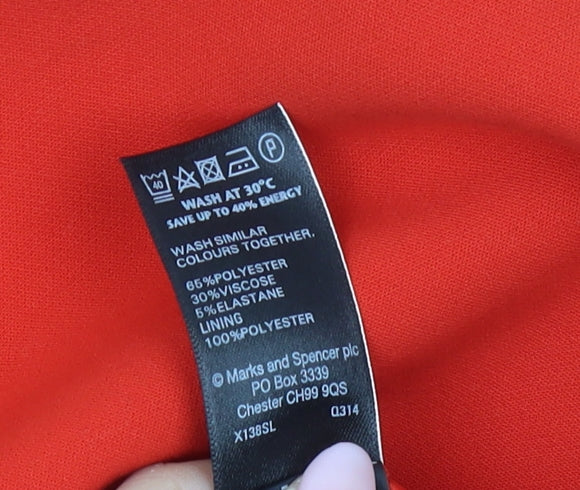 40 P
WASH AT 30°C
SAVE UP TO 40% ENERGY
WASH SIMILAR
COLOURS TOGETHER.
65%POLYESTER
30%VISCOSE
5%ELASTANE
LINING
100%POLYESTER
© Marks and Spencer plc
PO Box 3339
Chester CH99 9QS
X138SL Q314